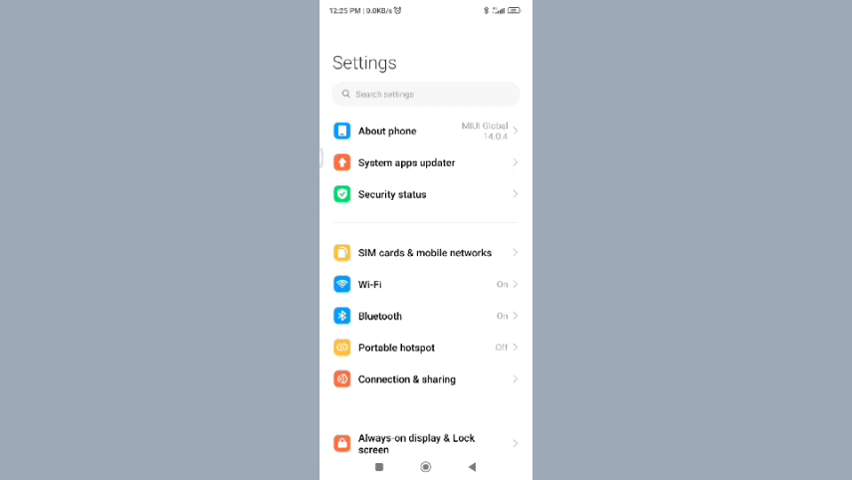 12:25 PM | 0.0KB/s
Settings
Search settings
About phone
MIUI Global
14.0.4
System apps updater
Security status
SIM cards & mobile networks
Wi-Fi
On
Bluetooth
On
Portable hotspot
Off
Connection & sharing
Always-on display & Lock
screen